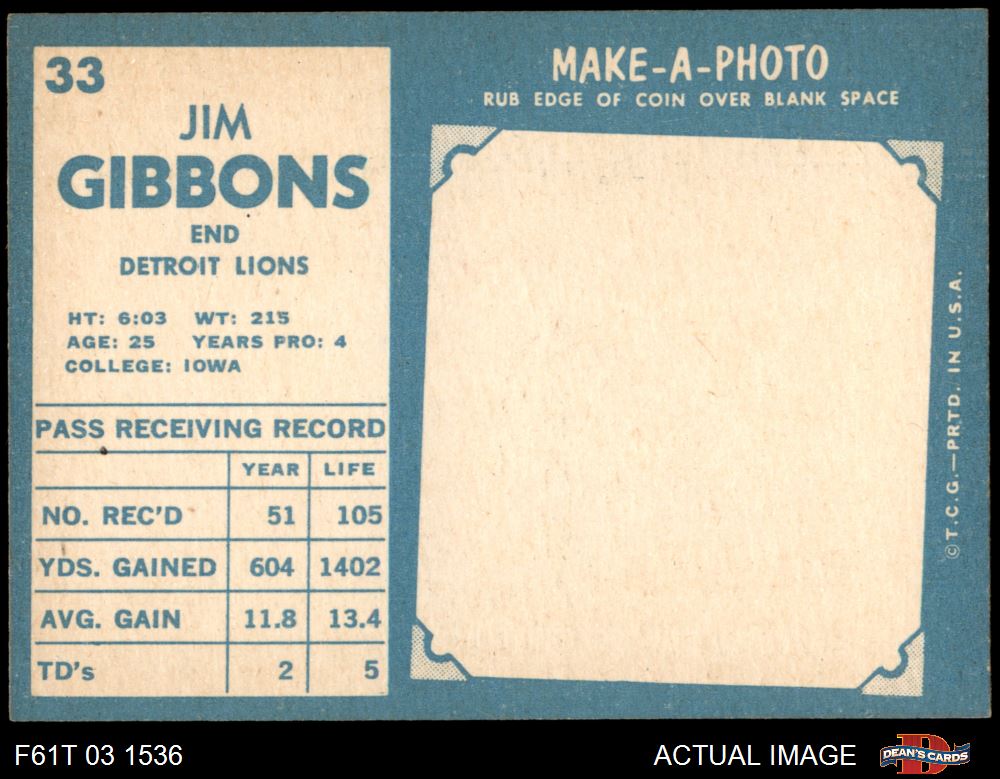 33
JIM
GIBBONS
END
DETROIT LIONS
HT: 6:03 WT: 215
AGE: 25 YEARS PRO: 4
COLLEGE: IOWA
PASS RECEIVING RECORD
YEAR LIFE
NO. REC'D 51 105
YDS. GAINED 604 1402
AVG. GAIN 11.8 13.4
TD's 2 5
MAKE-A-PHOTO
RUB EDGE OF COIN OVER BLANK SPACE
©T.C.G.—PRTD. IN U.S.A.
F61T 03 1536
ACTUAL IMAGE
D
DEAN'S CARDS